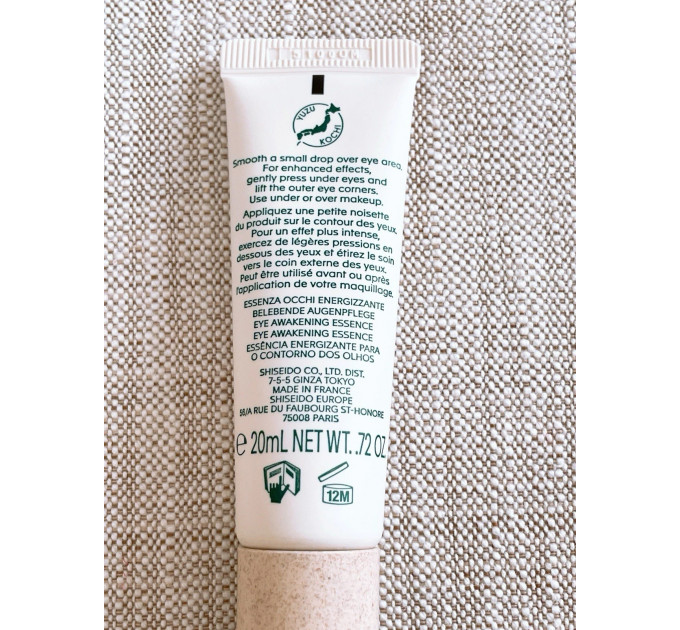 YUZU
KOCHI
Smooth a small drop over eye area.
For enhanced effects,
gently press under eyes and
lift the outer eye corners.
Use under or over makeup.
Appliquez une petite noisette
du produit sur le contour des yeux.
Pour un effet plus intense,
exercez de légères pressions en
dessous des yeux et étirez le soin
vers le coin externe des yeux.
Peut être utilisé avant ou après
l'application de votre maquillage.
ESSENZA OCCHI ENERGIZZANTE
BELEBENDE AUGENPFLEGE
EYE AWAKENING ESSENCE
EYE AWAKENING ESSENCE
ESSÊNCIA ENERGIZANTE PARA
O CONTORNO DOS OLHOS
SHISEIDO CO., LTD. DIST.
7-5-5 GINZA TOKYO
MADE IN FRANCE
SHISEIDO EUROPE
56/A RUE DU FAUBOURG ST-HONORE
75008 PARIS
e 20mL NET WT. .72 OZ.
12M